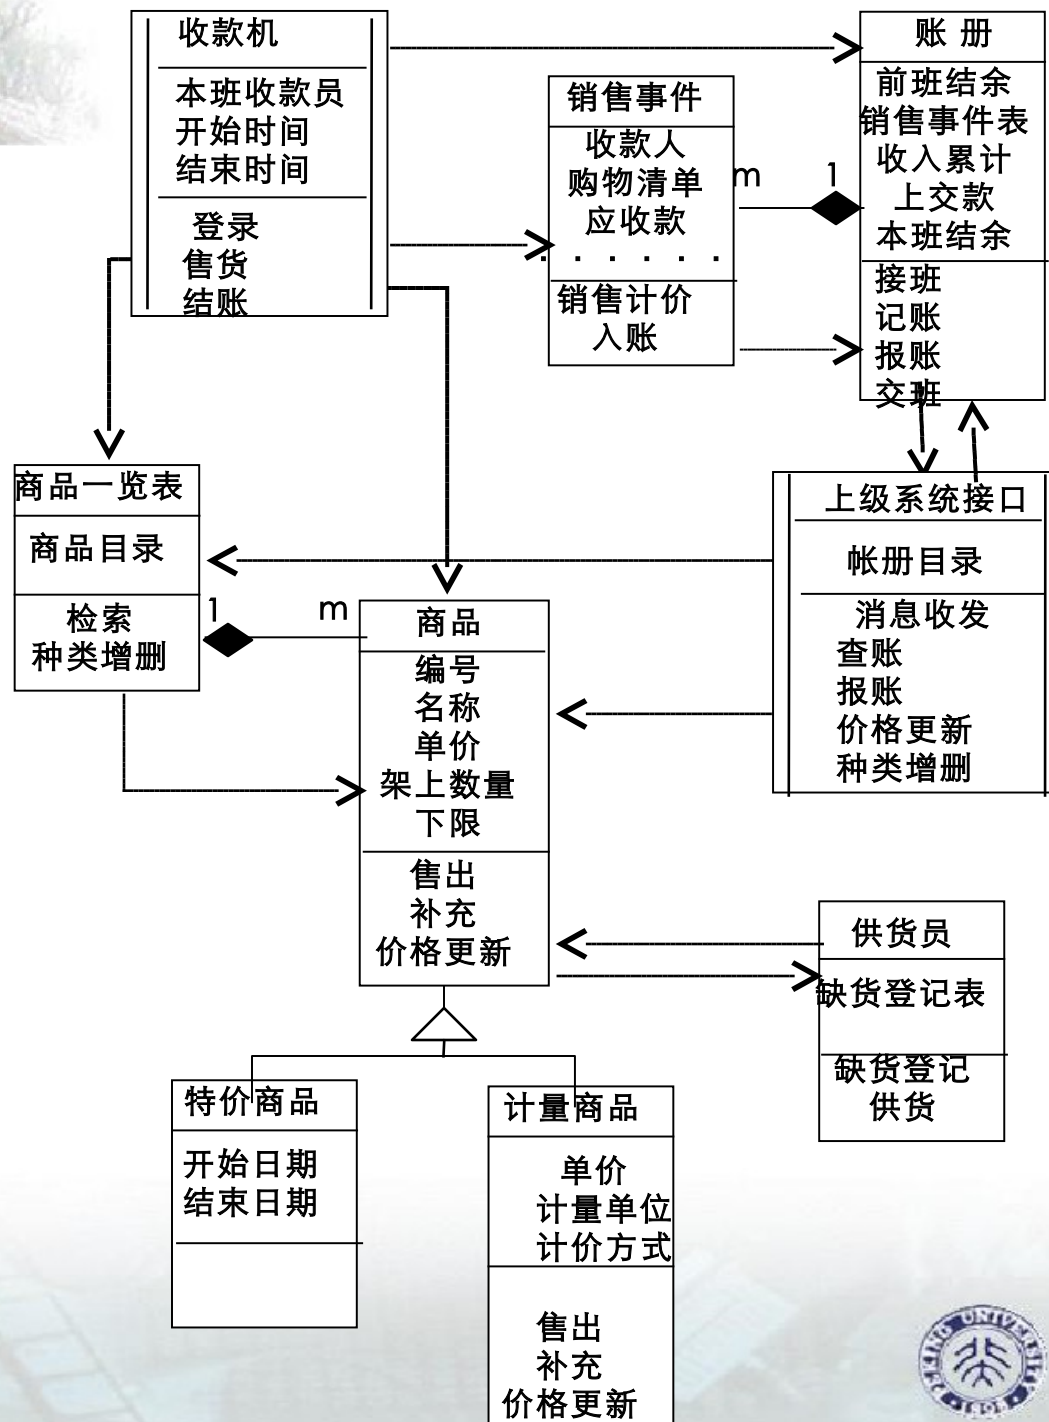 收款机
本班收款员
开始时间
结束时间
登录
售货
结账
销售事件
收款人
购物清单
应收款
. . . . . .
销售计价
入账
m
1
账 册
前班结余
销售事件表
收入累计
上交款
本班结余
接班
记账
报账
交班
商品一览表
商品目录
检索
种类增删
1
m
商品
编号
名称
单价
架上数量
下限
售出
补充
价格更新
上级系统接口
帐册目录
消息收发
查账
报账
价格更新
种类增删
供货员
缺货登记表
缺货登记
供货
特价商品
开始日期
结束日期
计量商品
单价
计量单位
计价方式
售出
补充
价格更新
PEKING UNIVERSITY
1898